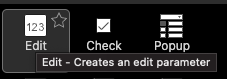 123
Edit Check Popup
Edit - Creates an edit parameter